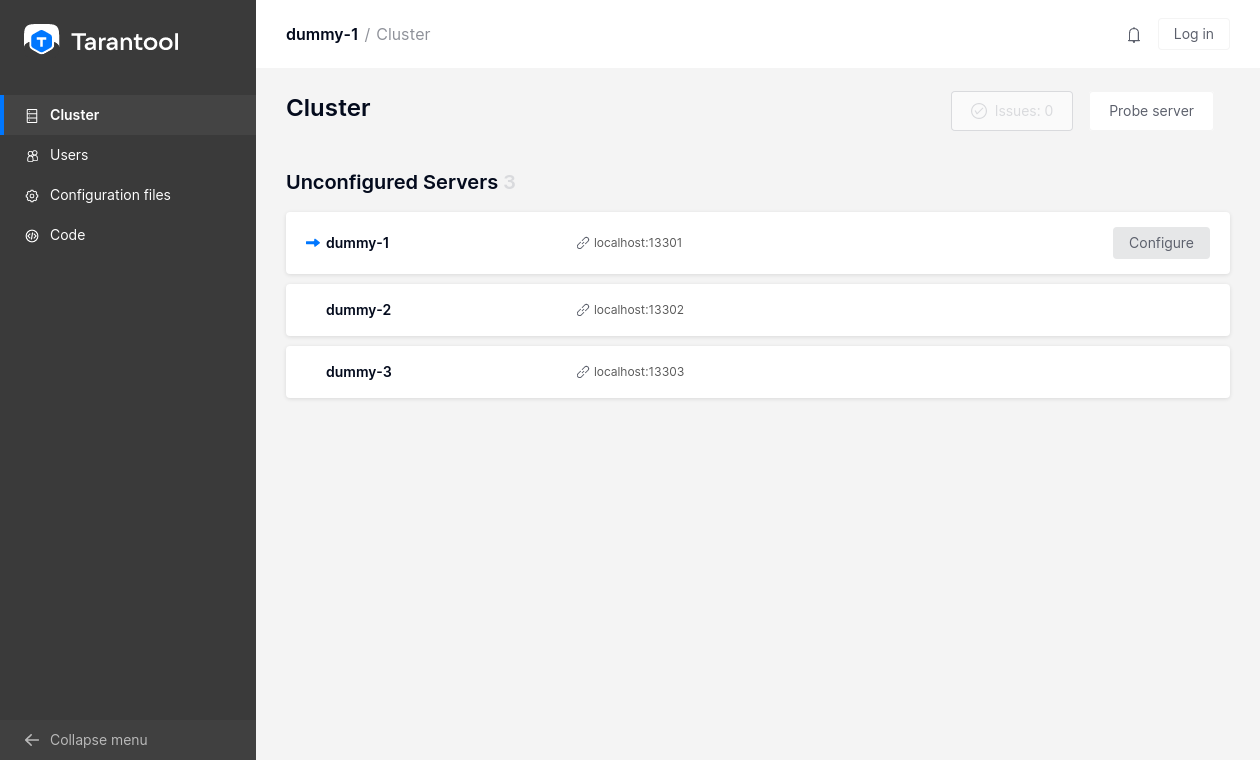 Tarantool
Cluster
Users
Configuration files
Code
Collapse menu
dummy-1 / Cluster
Log in
Cluster
Issues: 0
Probe server
Unconfigured Servers 3
dummy-1 localhost:13301 Configure
dummy-2 localhost:13302
dummy-3 localhost:13303